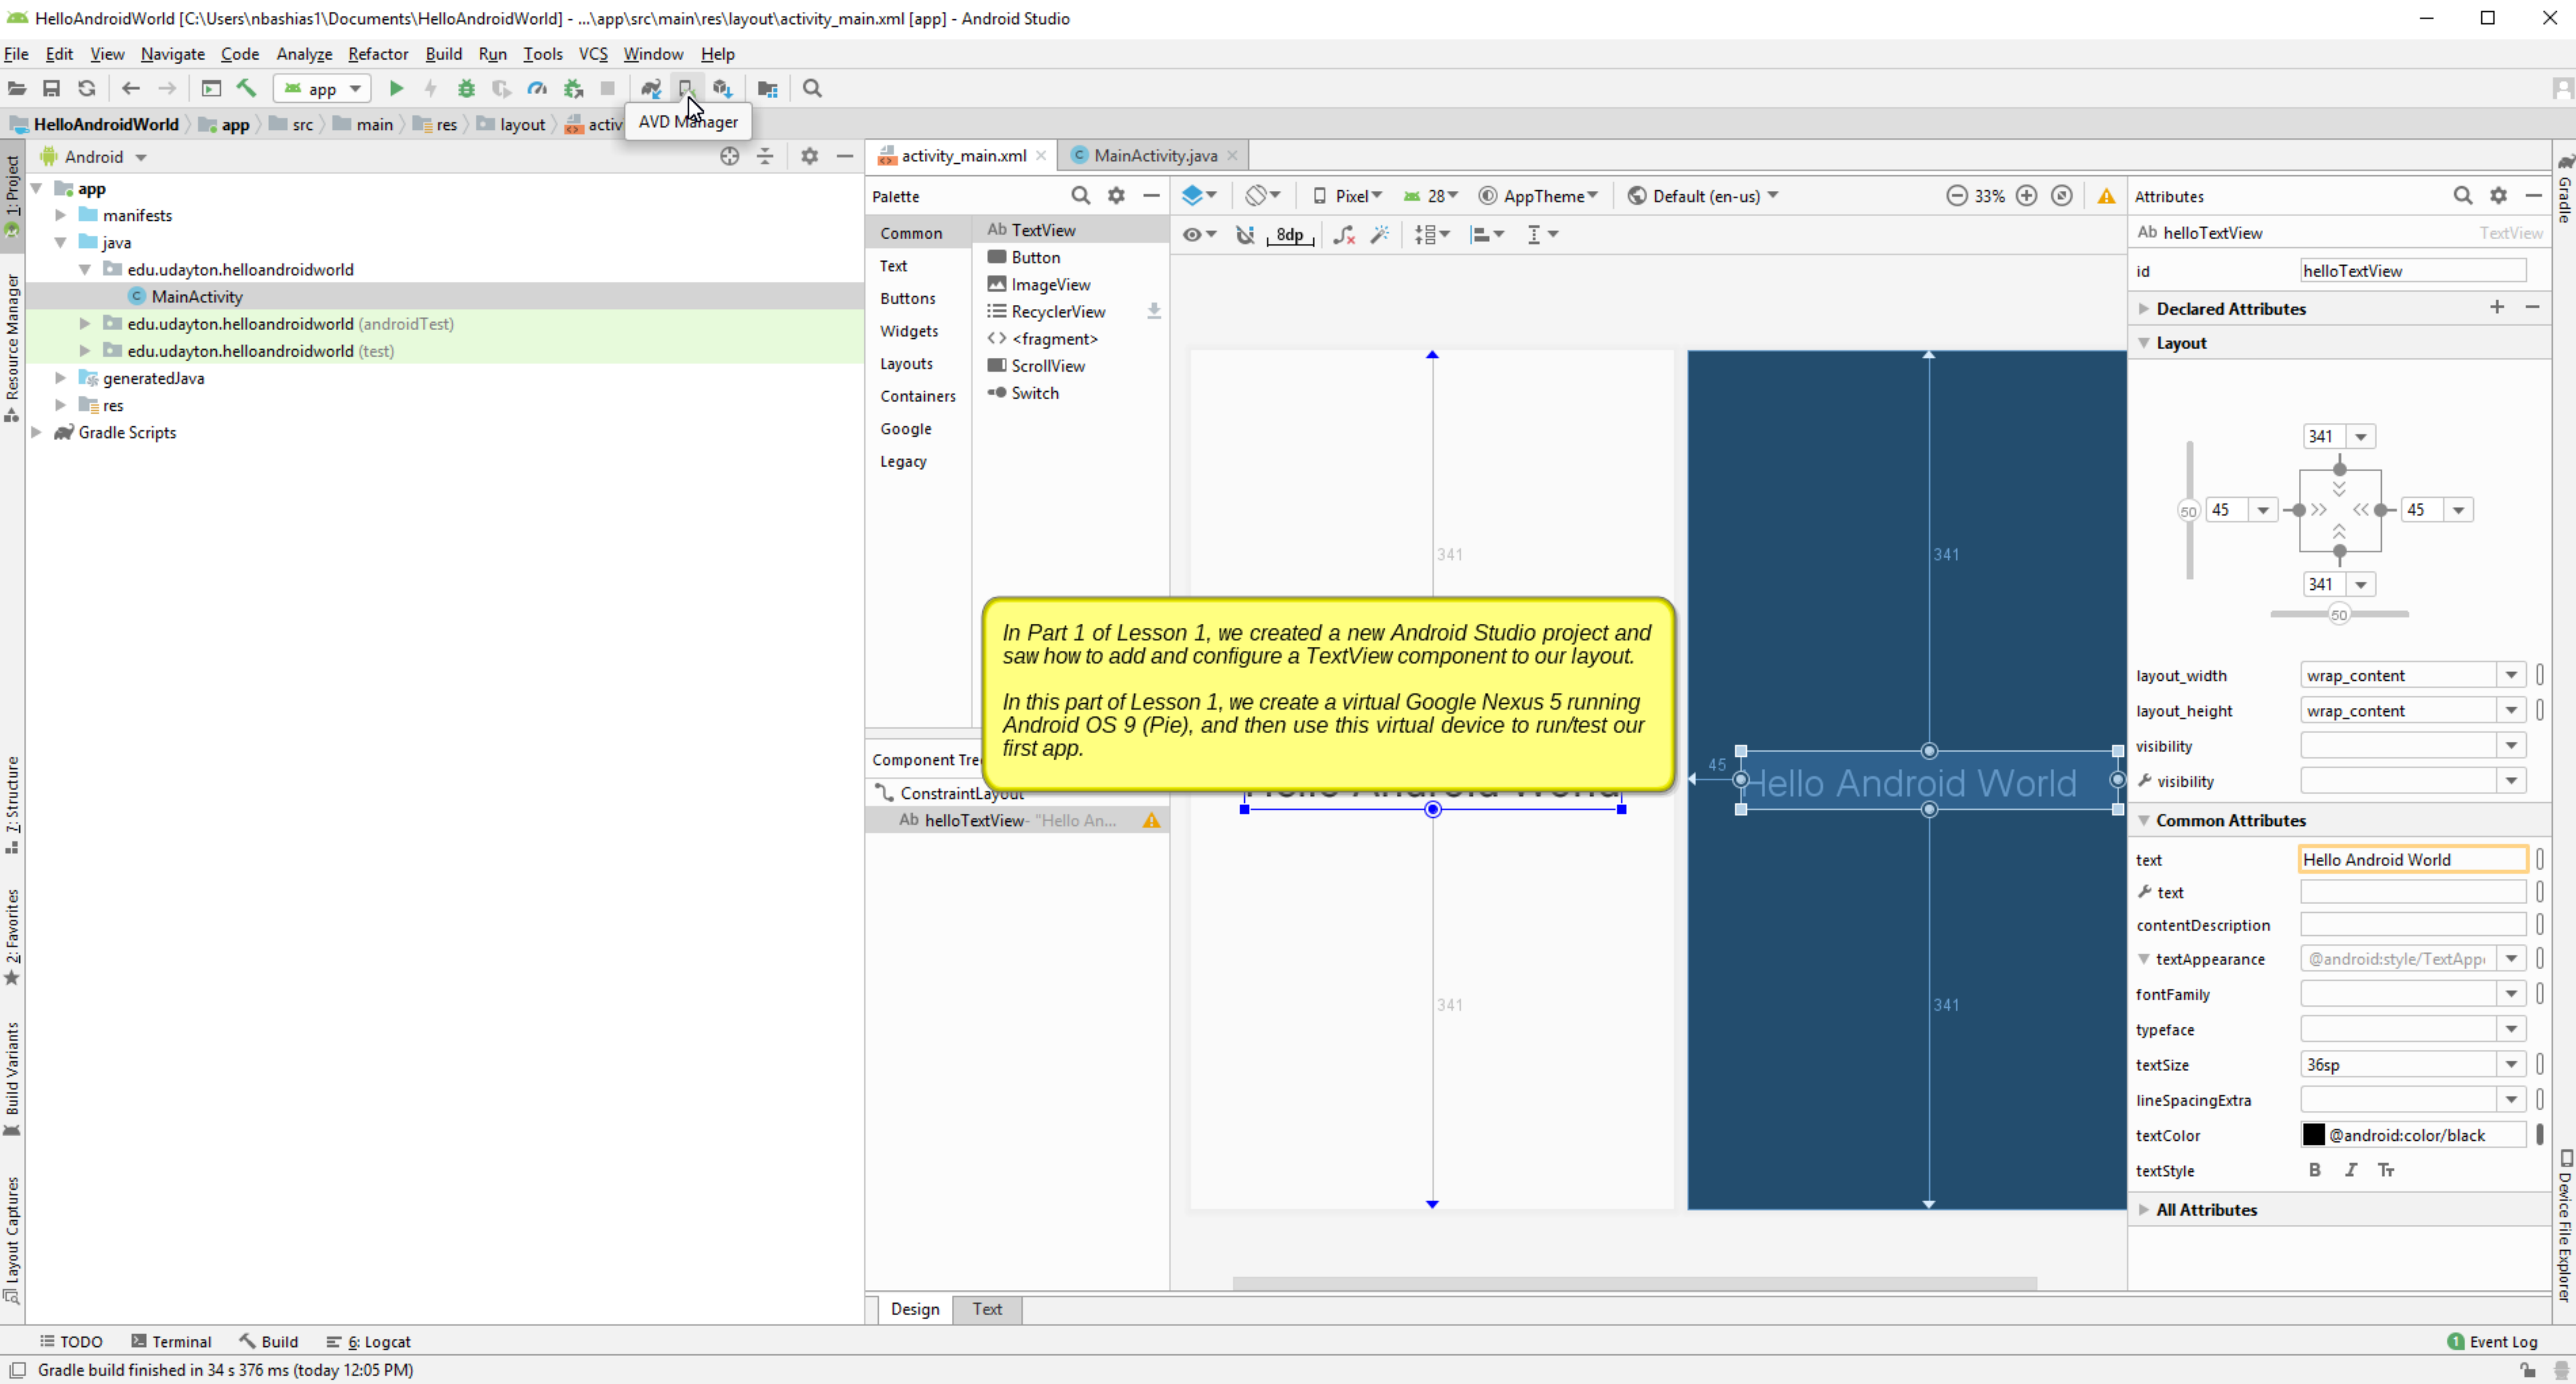 HelloAndroidWorld [C:\Users\nbashias1\Documents\HelloAndroidWorld] - ...\app\src\main\res\layout\activity_main.xml [app] - Android Studio
File Edit View Navigate Code Analyze Refactor Build Run Tools VCS Window Help
app
AVD Manager
HelloAndroidWorld app src main res layout activ
1: Project
Resource Manager
7: Structure
2: Favorites
Build Variants
Layout Captures
Android
app
manifests
java
edu.udayton.helloandroidworld
MainActivity
edu.udayton.helloandroidworld (androidTest)
edu.udayton.helloandroidworld (test)
generatedJava
res
Gradle Scripts
activity_main.xml MainActivity.java
Palette
Common
Text
Buttons
Widgets
Layouts
Containers
Google
Legacy
Ab TextView
Button
ImageView
RecyclerView
<> <fragment>
ScrollView
Switch
Pixel 28 AppTheme Default (en-us) 33%
8dp
341
341
In Part 1 of Lesson 1, we created a new Android Studio project and
saw how to add and configure a TextView component to our layout.
In this part of Lesson 1, we create a virtual Google Nexus 5 running
Android OS 9 (Pie), and then use this virtual device to run/test our
first app.
45
Hello Android World
Hello Android World
341
341
Component Tre
ConstraintLayout
Ab helloTextView- "Hello An...
Design Text
Attributes
Ab helloTextView TextView
id helloTextView
Declared Attributes
Layout
341
50 45 45
341
50
layout_width wrap_content
layout_height wrap_content
visibility
visibility
Common Attributes
text Hello Android World
text
contentDescription
textAppearance @android:style/TextAppe
fontFamily
typeface
textSize 36sp
lineSpacingExtra
textColor @android:color/black
textStyle B I Tт
All Attributes
Gradle
Device File Explorer
TODO Terminal Build 6: Logcat
1 Event Log
Gradle build finished in 34 s 376 ms (today 12:05 PM)